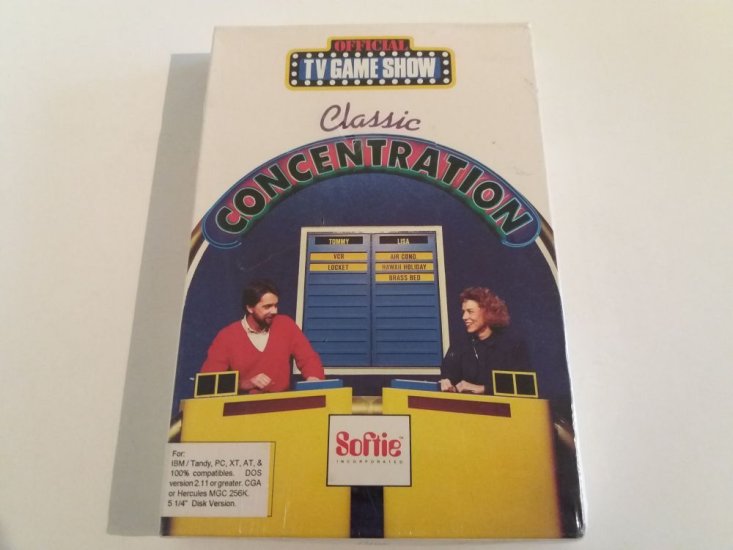 OFFICIAL
TV GAME SHOW
Classic
CONCENTRATION
TOMMY LISA
VCR AIR COND.
LOCKET HAWAII HOLIDAY
BRASS BED
Softie™
INCORPORATED
For:
IBM / Tandy, PC, XT, AT, &
100% compatibles. DOS
version 2.11 or greater. CGA
or Hercules MGC 256K.
5 1/4" Disk Version.